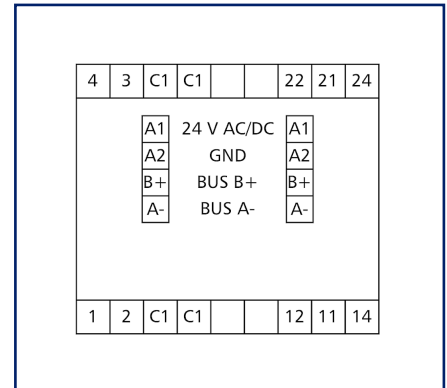 4 3 C1 C1 22 21 24
A1 24 V AC/DC A1
A2 GND A2
B+ BUS B+ B+
A- BUS A- A-
1 2 C1 C1 12 11 14